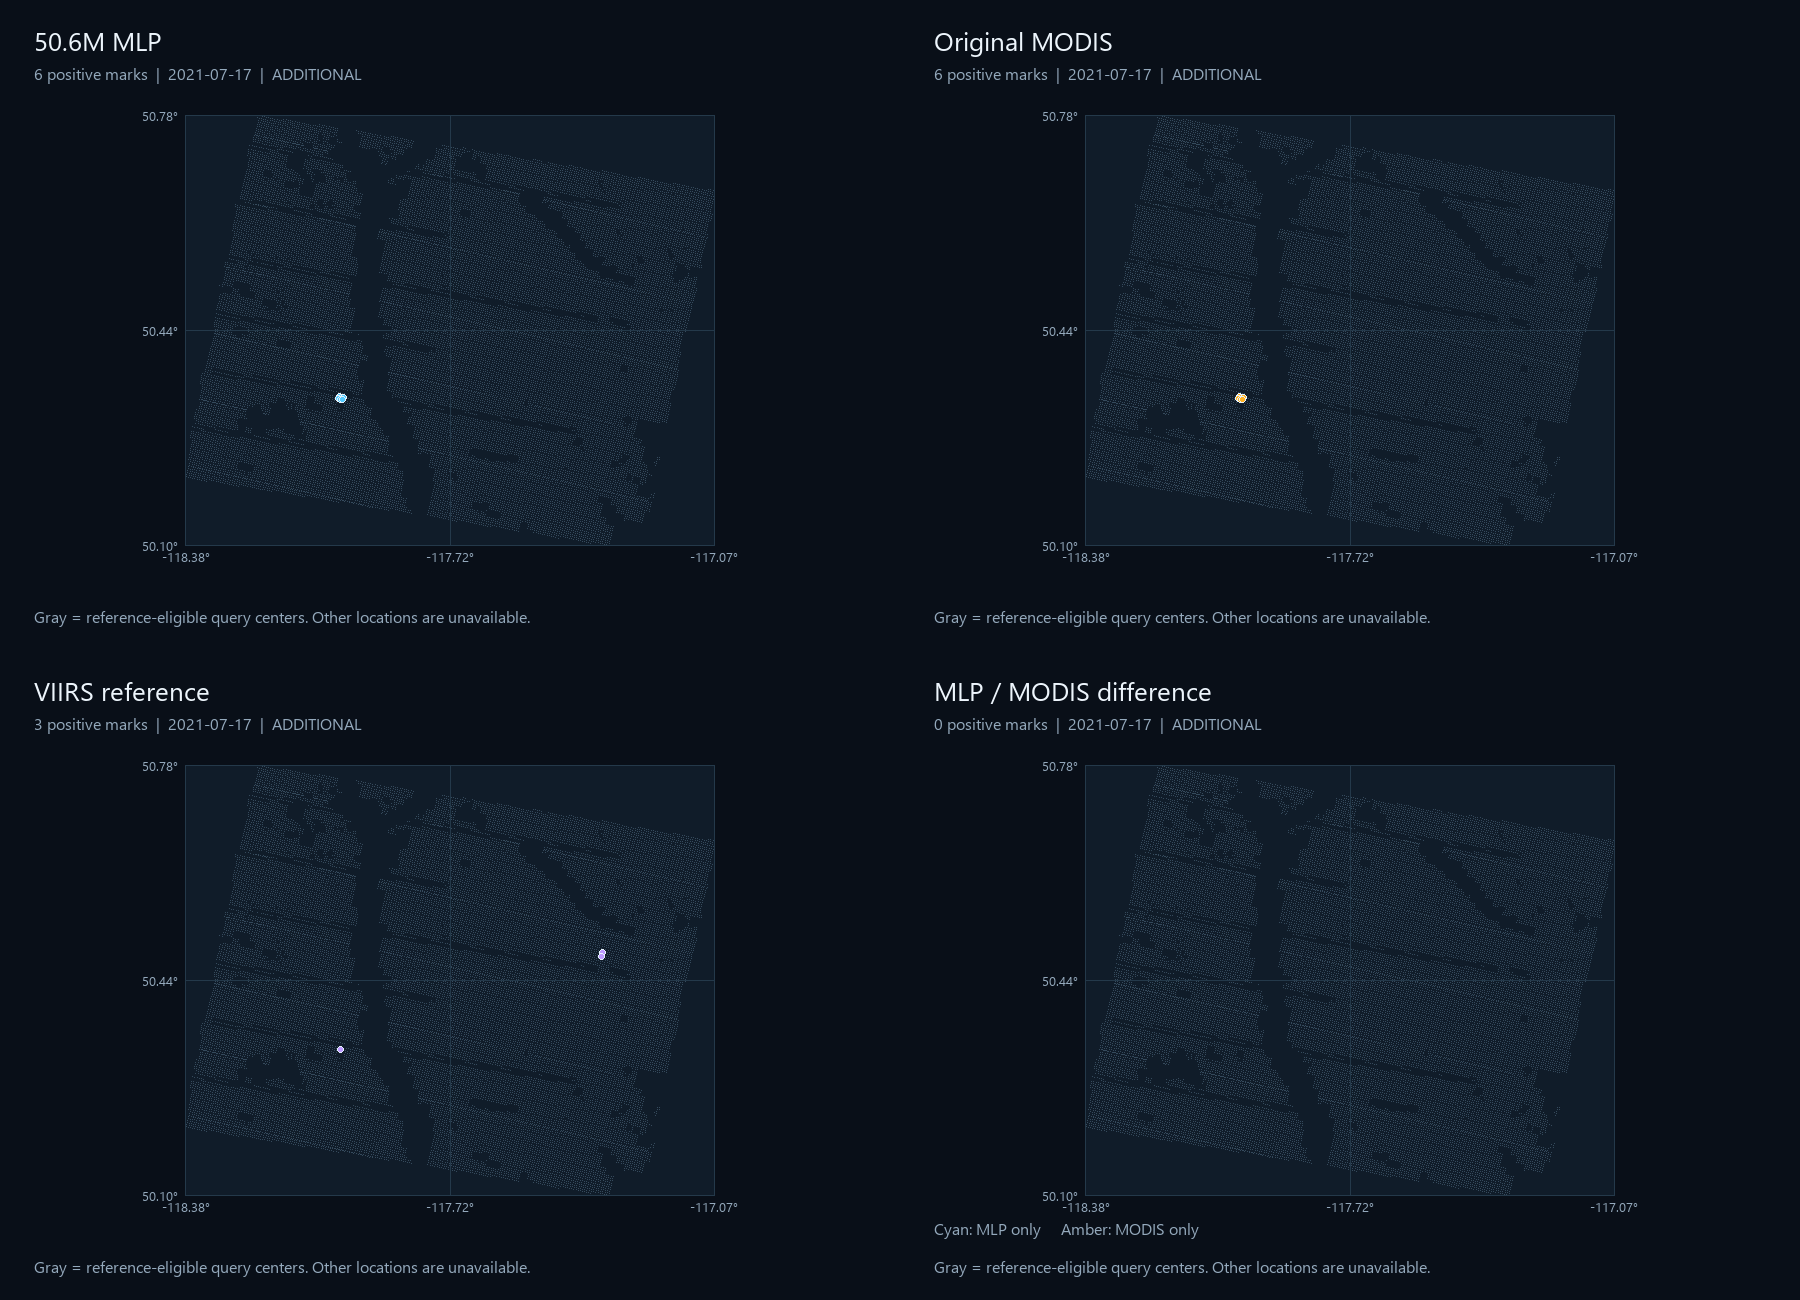 50.6M MLP
6 positive marks | 2021-07-17 | ADDITIONAL
50.78°
50.44°
50.10°
-118.38°
-117.72°
-117.07°
Gray = reference-eligible query centers. Other locations are unavailable.
Original MODIS
6 positive marks | 2021-07-17 | ADDITIONAL
50.78°
50.44°
50.10°
-118.38°
-117.72°
-117.07°
Gray = reference-eligible query centers. Other locations are unavailable.
VIIRS reference
3 positive marks | 2021-07-17 | ADDITIONAL
50.78°
50.44°
50.10°
-118.38°
-117.72°
-117.07°
Gray = reference-eligible query centers. Other locations are unavailable.
MLP / MODIS difference
0 positive marks | 2021-07-17 | ADDITIONAL
50.78°
50.44°
50.10°
-118.38°
-117.72°
-117.07°
Cyan: MLP only Amber: MODIS only
Gray = reference-eligible query centers. Other locations are unavailable.